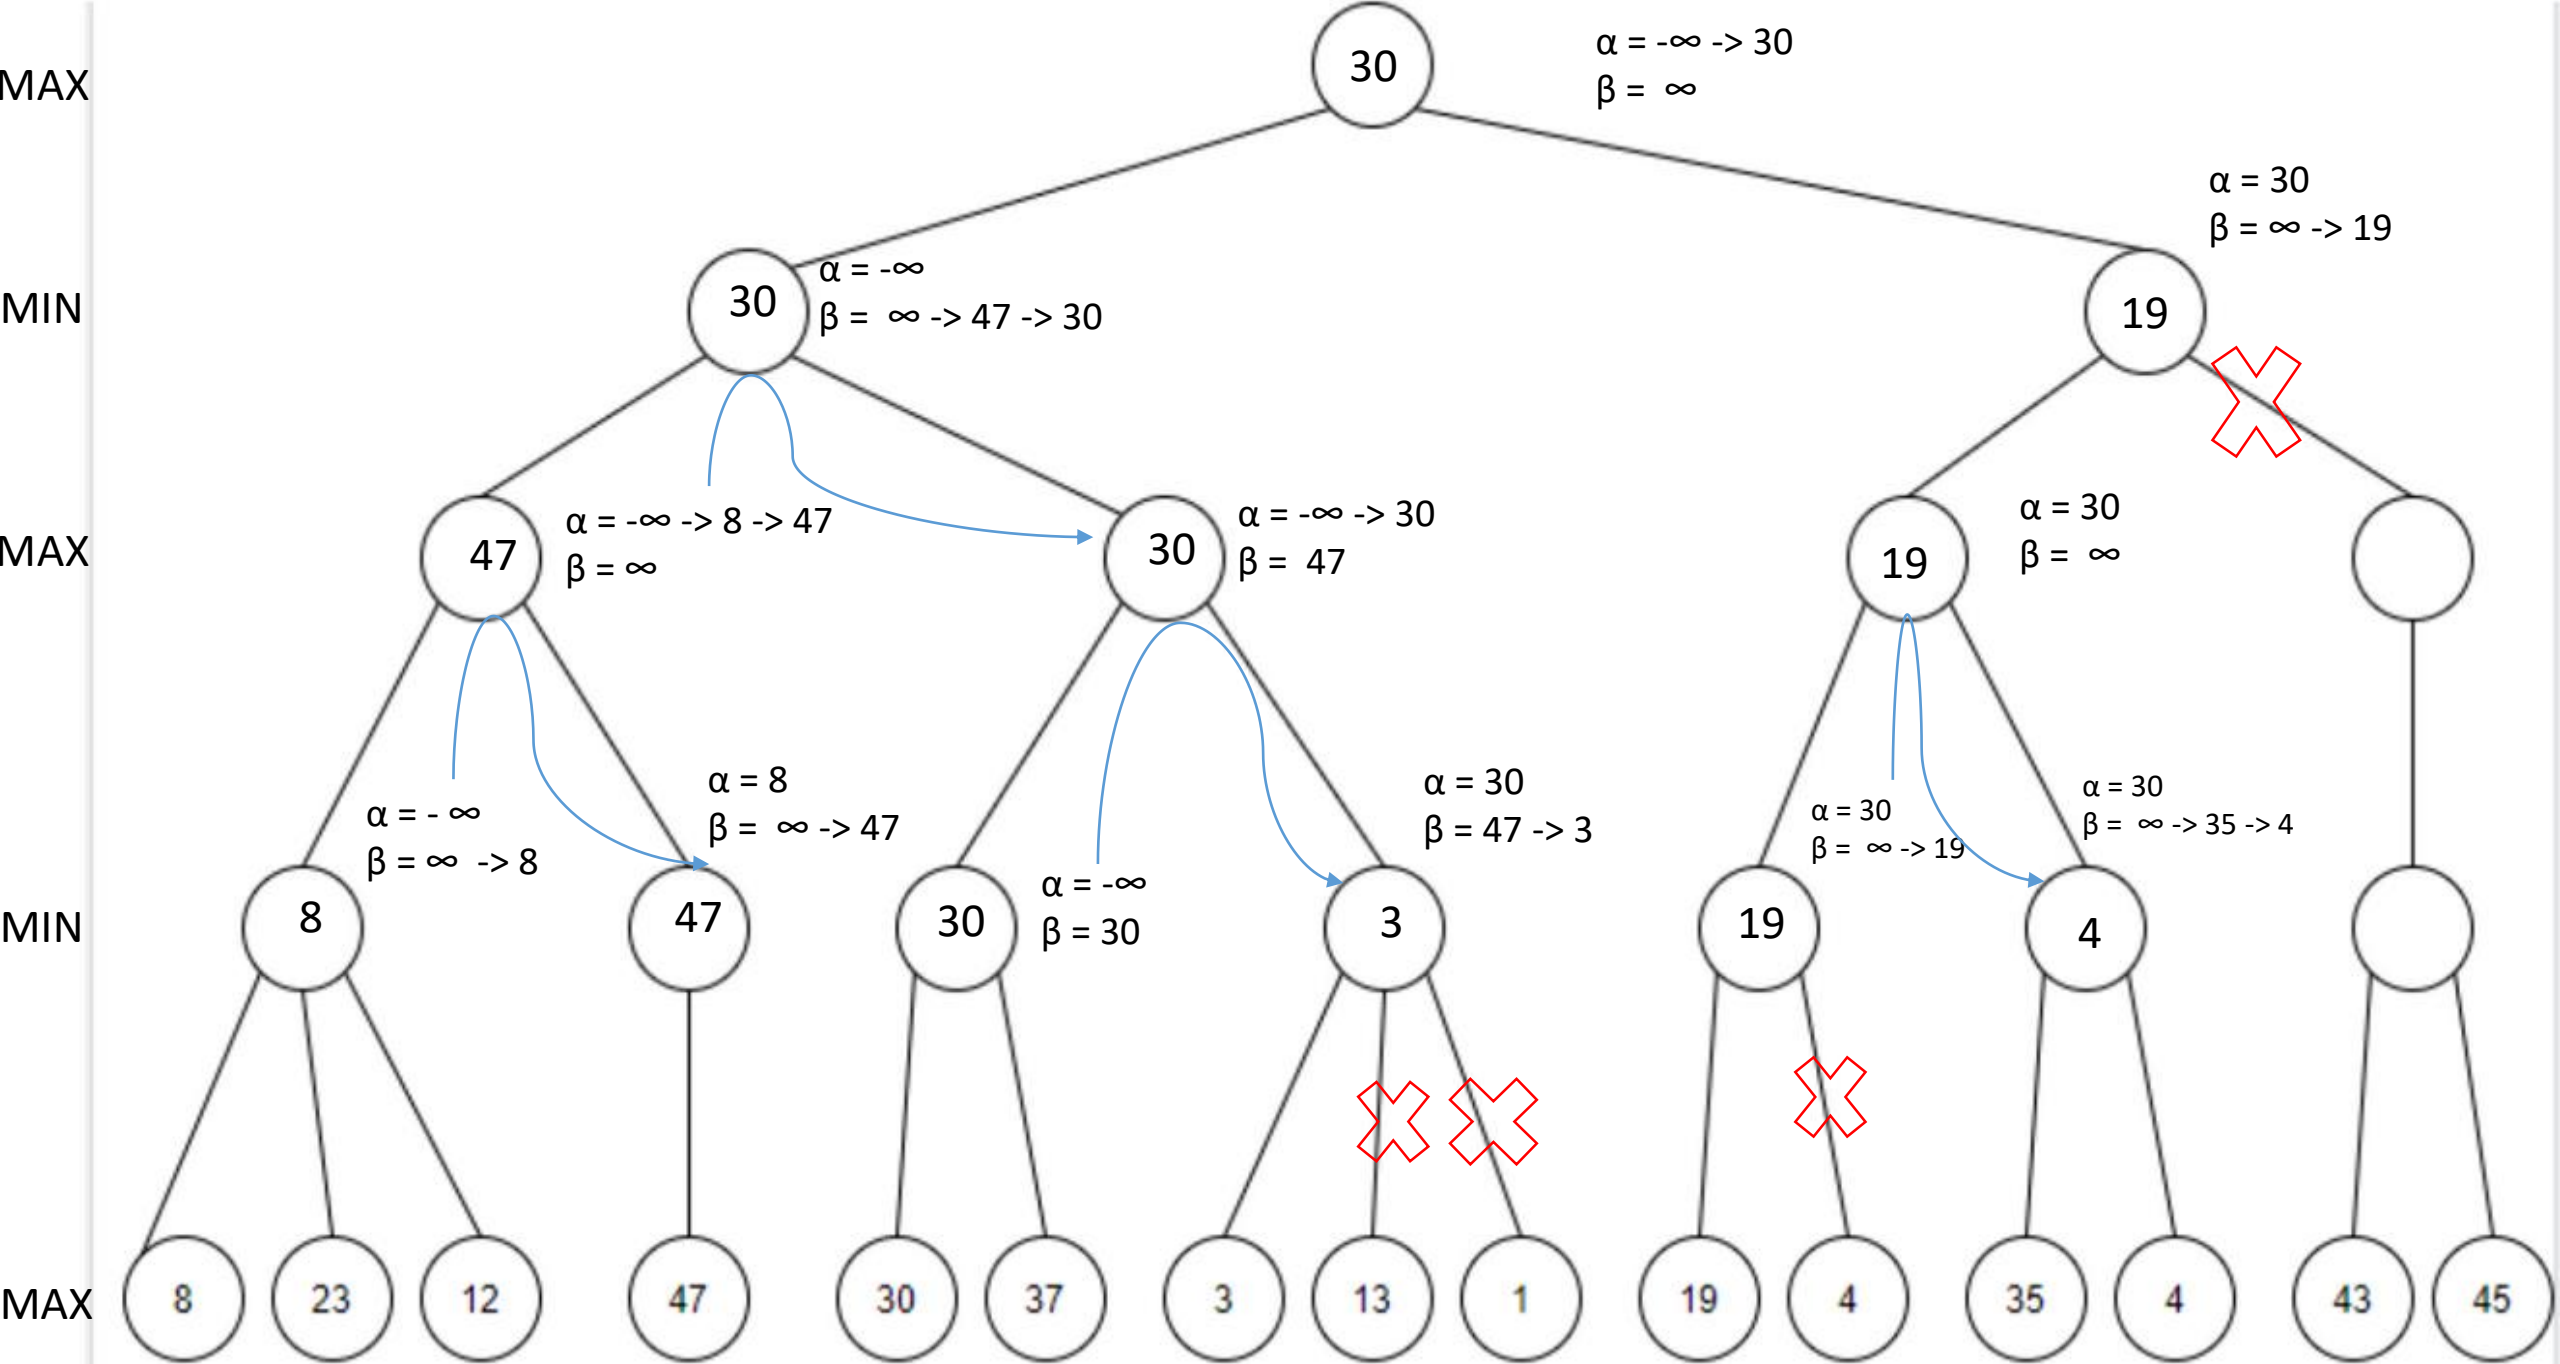 MAX
30
α = -∞ -> 30
β = ∞
MIN
30
α = -∞
β = ∞ -> 47 -> 30
19
α = 30
β = ∞ -> 19
MAX
47
α = -∞ -> 8 -> 47
β = ∞
30
α = -∞ -> 30
β = 47
19
α = 30
β = ∞
MIN
8
α = - ∞
β = ∞ -> 8
47
α = 8
β = ∞ -> 47
30
α = -∞
β = 30
3
α = 30
β = 47 -> 3
19
α = 30
β = ∞ -> 19
4
α = 30
β = ∞ -> 35 -> 4
MAX
8 23 12 47 30 37 3 13 1 19 4 35 4 43 45